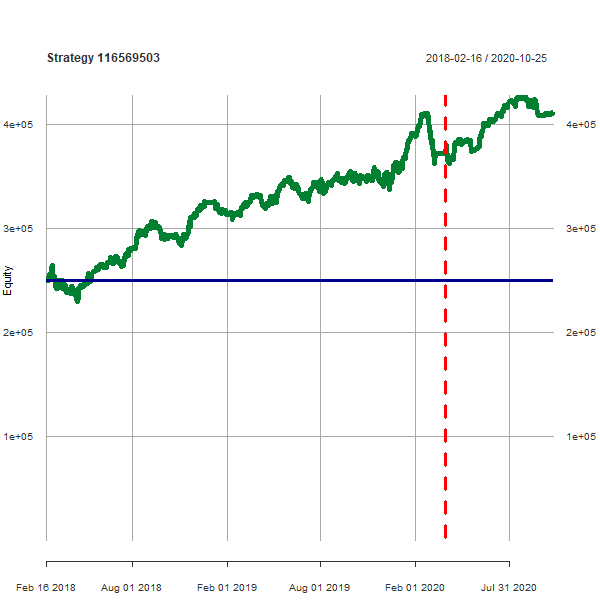 Strategy 116569503
2018-02-16 / 2020-10-25
4e+05
4e+05
3e+05
3e+05
Equity
2e+05
2e+05
1e+05
1e+05
Feb 16 2018
Aug 01 2018
Feb 01 2019
Aug 01 2019
Feb 01 2020
Jul 31 2020